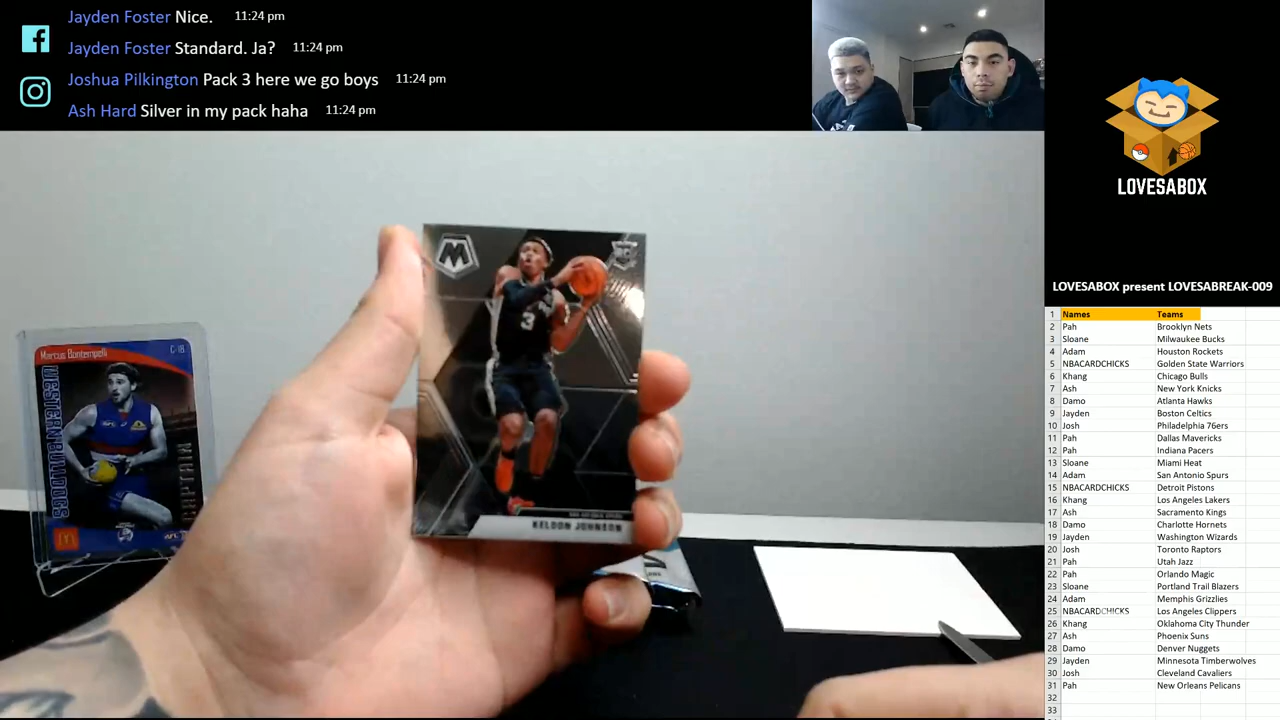 Jayden Foster Nice. 11:24 pm
Jayden Foster Standard. Ja? 11:24 pm
Joshua Pilkington Pack 3 here we go boys 11:24 pm
Ash Hard Silver in my pack haha 11:24 pm
LOVESABOX
LOVESABOX present LOVESABREAK-009
1 Names Teams
2 Pah Brooklyn Nets
3 Sloane Milwaukee Bucks
4 Adam Houston Rockets
5 NBACARDCHICKS Golden State Warriors
6 Khang Chicago Bulls
7 Ash New York Knicks
8 Damo Atlanta Hawks
9 Jayden Boston Celtics
10 Josh Philadelphia 76ers
11 Pah Dallas Mavericks
12 Pah Indiana Pacers
13 Sloane Miami Heat
14 Adam San Antonio Spurs
15 NBACARDCHICKS Detroit Pistons
16 Khang Los Angeles Lakers
17 Ash Sacramento Kings
18 Damo Charlotte Hornets
19 Jayden Washington Wizards
20 Josh Toronto Raptors
21 Pah Utah Jazz
22 Pah Orlando Magic
23 Sloane Portland Trail Blazers
24 Adam Memphis Grizzlies
25 NBACARDCHICKS Los Angeles Clippers
26 Khang Oklahoma City Thunder
27 Ash Phoenix Suns
28 Damo Denver Nuggets
29 Jayden Minnesota Timberwolves
30 Josh Cleveland Cavaliers
31 Pah New Orleans Pelicans
32
33
M
RC
3
KELDON JOHNSON
Marcus Bontempelli C-18
WESTERN BULLDOGS
M
AFL